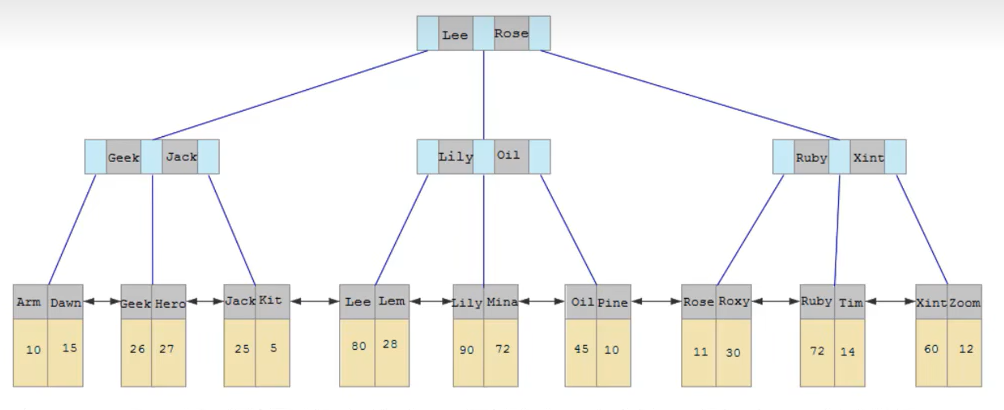 Lee Rose
Geek Jack
Lily Oil
Ruby Xint
Arm Dawn
Geek Hero
Jack Kit
Lee Lem
Lily Mina
Oil Pine
Rose Roxy
Ruby Tim
Xint Zoom
10 15
26 27
25 5
80 28
90 72
45 10
11 30
72 14
60 12